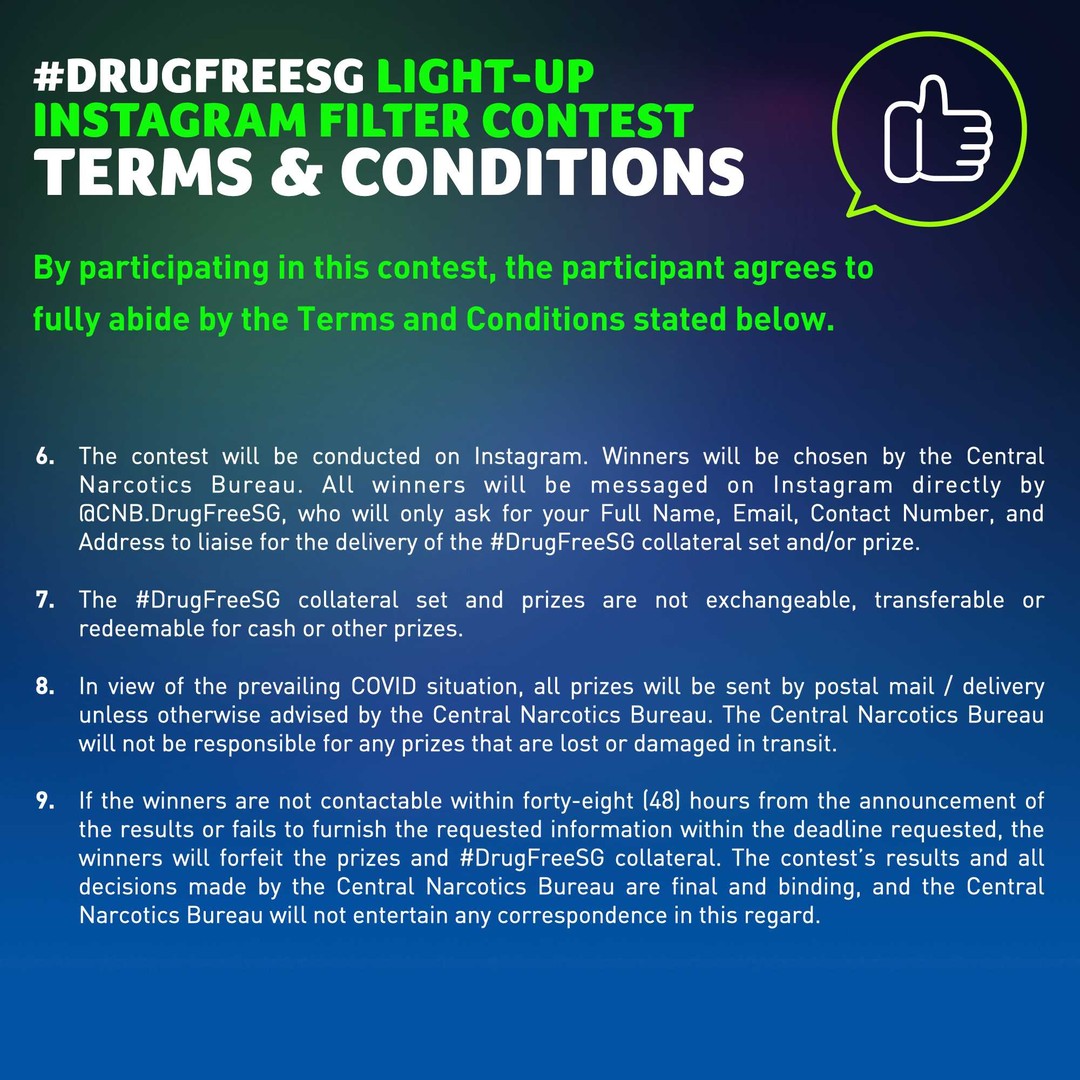 #DRUGFREESG LIGHT-UP
INSTAGRAM FILTER CONTEST
TERMS & CONDITIONS
By participating in this contest, the participant agrees to
fully abide by the Terms and Conditions stated below.
6. The contest will be conducted on Instagram. Winners will be chosen by the Central
Narcotics Bureau. All winners will be messaged on Instagram directly by
@CNB.DrugFreeSG, who will only ask for your Full Name, Email, Contact Number, and
Address to liaise for the delivery of the #DrugFreeSG collateral set and/or prize.
7. The #DrugFreeSG collateral set and prizes are not exchangeable, transferable or
redeemable for cash or other prizes.
8. In view of the prevailing COVID situation, all prizes will be sent by postal mail / delivery
unless otherwise advised by the Central Narcotics Bureau. The Central Narcotics Bureau
will not be responsible for any prizes that are lost or damaged in transit.
9. If the winners are not contactable within forty-eight (48) hours from the announcement of
the results or fails to furnish the requested information within the deadline requested, the
winners will forfeit the prizes and #DrugFreeSG collateral. The contest's results and all
decisions made by the Central Narcotics Bureau are final and binding, and the Central
Narcotics Bureau will not entertain any correspondence in this regard.